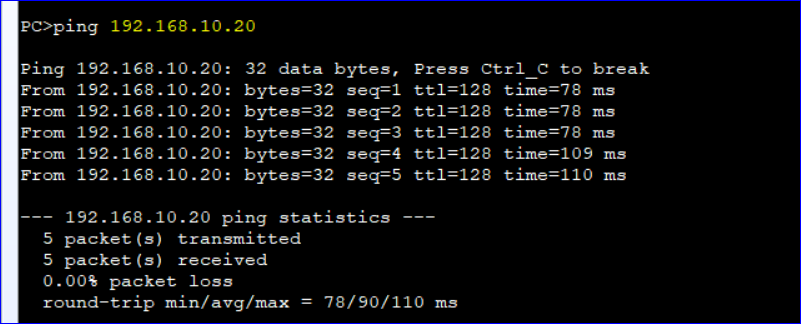 PC>ping 192.168.10.20
Ping 192.168.10.20: 32 data bytes, Press Ctrl_C to break
From 192.168.10.20: bytes=32 seq=1 ttl=128 time=78 ms
From 192.168.10.20: bytes=32 seq=2 ttl=128 time=78 ms
From 192.168.10.20: bytes=32 seq=3 ttl=128 time=78 ms
From 192.168.10.20: bytes=32 seq=4 ttl=128 time=109 ms
From 192.168.10.20: bytes=32 seq=5 ttl=128 time=110 ms
--- 192.168.10.20 ping statistics ---
5 packet(s) transmitted
5 packet(s) received
0.00% packet loss
round-trip min/avg/max = 78/90/110 ms